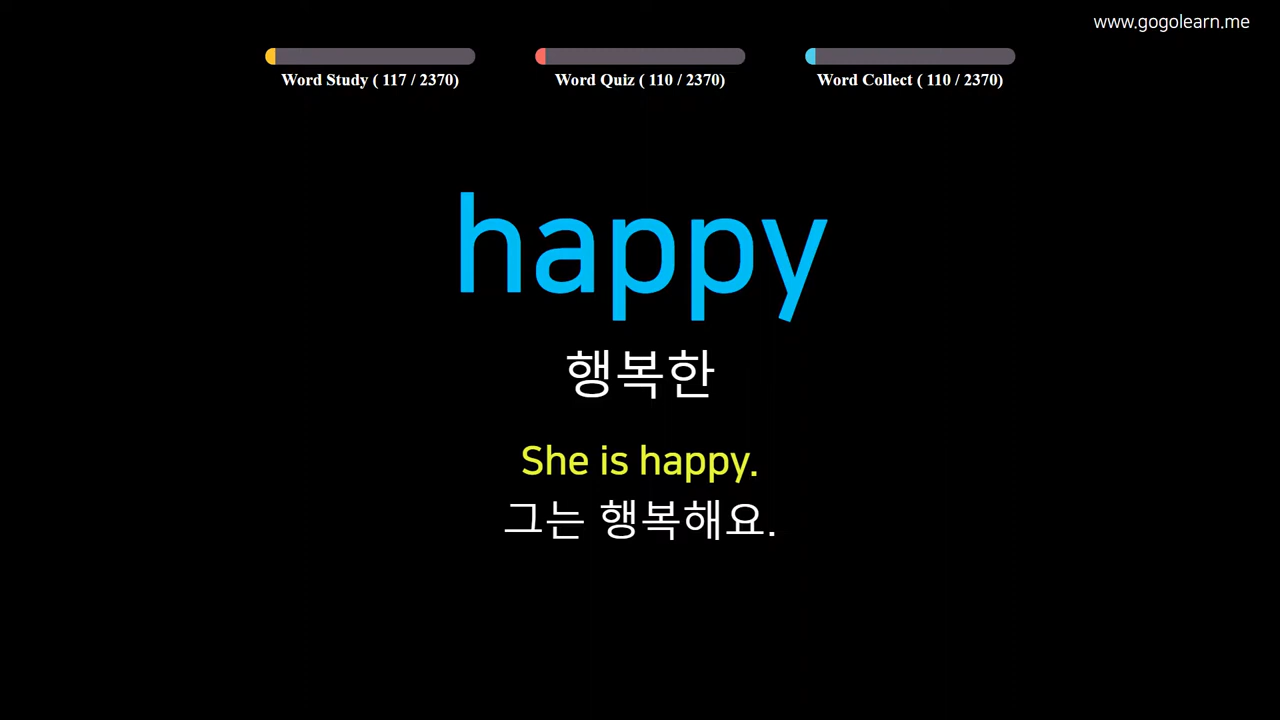 www.gogolearn.me
Word Study ( 117 / 2370)
Word Quiz ( 110 / 2370)
Word Collect ( 110 / 2370)
happy
행복한
She is happy.
그는 행복해요.